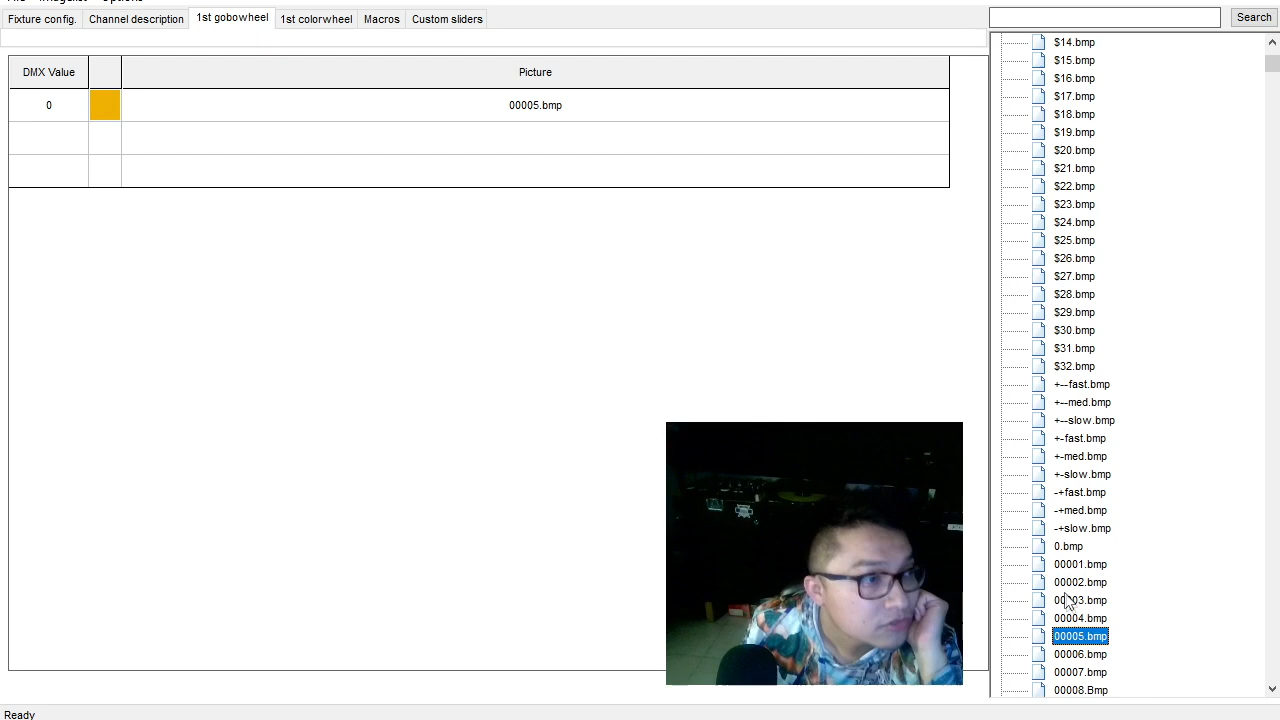 Fixture config. Channel description 1st gobowheel 1st colorwheel Macros Custom sliders
Search
DMX Value Picture
0 00005.bmp
$14.bmp
$15.bmp
$16.bmp
$17.bmp
$18.bmp
$19.bmp
$20.bmp
$21.bmp
$22.bmp
$23.bmp
$24.bmp
$25.bmp
$26.bmp
$27.bmp
$28.bmp
$29.bmp
$30.bmp
$31.bmp
$32.bmp
+--fast.bmp
+--med.bmp
+--slow.bmp
+-fast.bmp
+-med.bmp
+-slow.bmp
-+fast.bmp
-+med.bmp
-+slow.bmp
0.bmp
00001.bmp
00002.bmp
00003.bmp
00004.bmp
00005.bmp
00006.bmp
00007.bmp
00008.Bmp
Ready